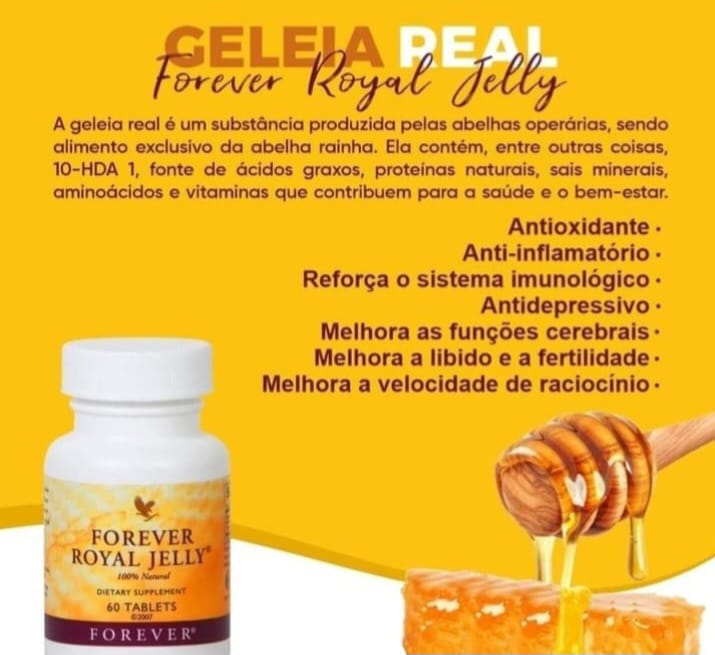 GELEIA REAL
Forever Royal Jelly
A geleia real é um substância produzida pelas abelhas operárias, sendo
alimento exclusivo da abelha rainha. Ela contém, entre outras coisas,
10-HDA 1, fonte de ácidos graxos, proteínas naturais, sais minerais,
aminoácidos e vitaminas que contribuem para a saúde e o bem-estar.
Antioxidante •
Anti-inflamatório •
Reforça o sistema imunológico •
Antidepressivo •
Melhora as funções cerebrais •
Melhora a libido e a fertilidade •
Melhora a velocidade de raciocínio •
FOREVER
ROYAL JELLY®
100% Natural
DIETARY SUPPLEMENT
60 TABLETS
©2007
FOREVER®